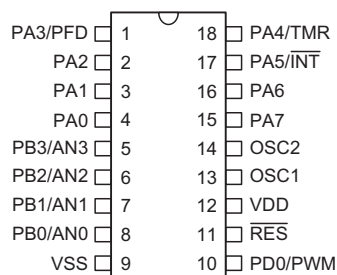 PA3/PFD 1 18 PA4/TMR
PA2 2 17 PA5/INT
PA1 3 16 PA6
PA0 4 15 PA7
PB3/AN3 5 14 OSC2
PB2/AN2 6 13 OSC1
PB1/AN1 7 12 VDD
PB0/AN0 8 11 RES
VSS 9 10 PD0/PWM